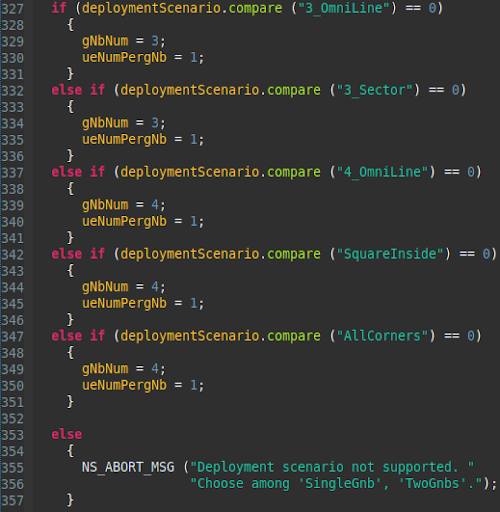 327 if (deploymentScenario.compare ("3_OmniLine") == 0)
328 {
329 gNbNum = 3;
330 ueNumPergNb = 1;
331 }
332 else if (deploymentScenario.compare ("3_Sector") == 0)
333 {
334 gNbNum = 3;
335 ueNumPergNb = 1;
336 }
337 else if (deploymentScenario.compare ("4_OmniLine") == 0)
338 {
339 gNbNum = 4;
340 ueNumPergNb = 1;
341 }
342 else if (deploymentScenario.compare ("SquareInside") == 0)
343 {
344 gNbNum = 4;
345 ueNumPergNb = 1;
346 }
347 else if (deploymentScenario.compare ("AllCorners") == 0)
348 {
349 gNbNum = 4;
350 ueNumPergNb = 1;
351 }
352
353 else
354 {
355 NS_ABORT_MSG ("Deployment scenario not supported. "
356 "Choose among 'SingleGnb', 'TwoGnbs'.");
357 }